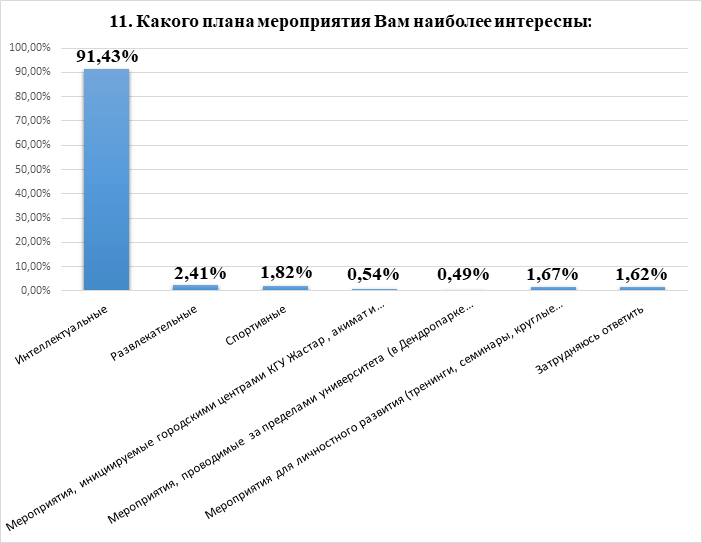 11. Какого плана мероприятия Вам наиболее интересны:
100,00%
90,00%
80,00%
70,00%
60,00%
50,00%
40,00%
30,00%
20,00%
10,00%
0,00%
91,43%
2,41%
1,82%
0,54%
0,49%
1,67%
1,62%
Интеллектуальные
Развлекательные
Спортивные
Мероприятия, инициируемые городскими центрами КГУ Жастар , акимат и…
Мероприятия, проводимые за пределами университета (в Дендропарке…
Мероприятия для личностного развития (тренинги, семинары, круглые…
Затрудняюсь ответить